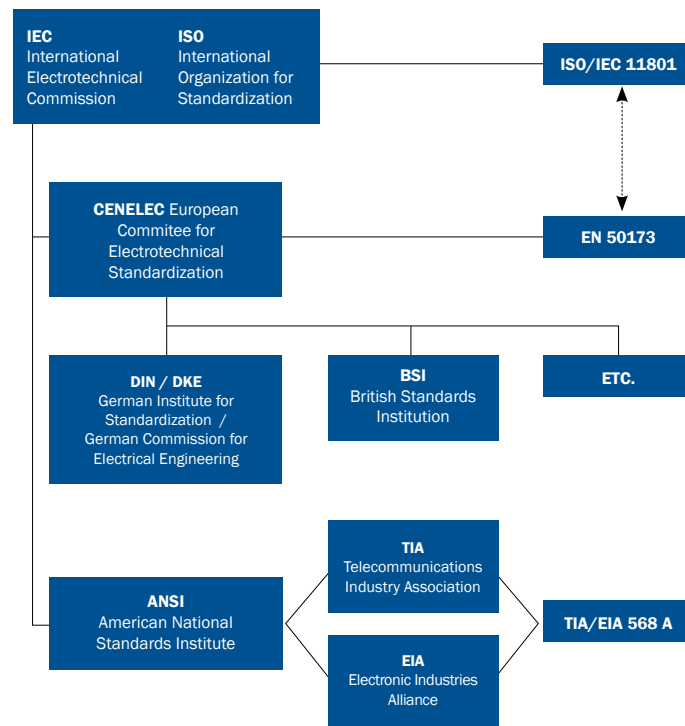 IEC
International
Electrotechnical
Commission
ISO
International
Organization for
Standardization
ISO/IEC 11801
CENELEC European
Commitee for
Electrotechnical
Standardization
EN 50173
DIN / DKE
German Institute for
Standardization /
German Commission for
Electrical Engineering
BSI
British Standards
Institution
ETC.
TIA
Telecommunications
Industry Association
ANSI
American National
Standards Institute
EIA
Electronic Industries
Alliance
TIA/EIA 568 A